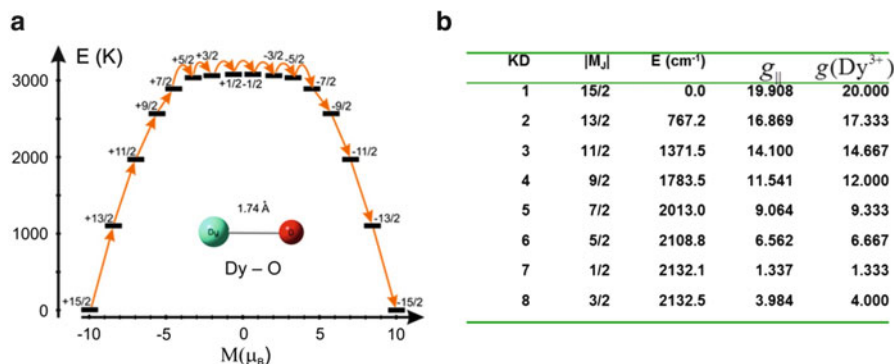 a
E (K)
3000
2000
1000
0
+5/2 +3/2 -3/2 -5/2
+7/2 +1/2 -1/2 -7/2
+9/2 -9/2
+11/2 -11/2
+13/2 -13/2
+15/2 -15/2
1.74 Å
Dy
Dy – O
-10 -5 0 5 10
M(μB)
b
KD |MJ| E (cm⁻¹) g∥ g(Dy³⁺)
1 15/2 0.0 19.908 20.000
2 13/2 767.2 16.869 17.333
3 11/2 1371.5 14.100 14.667
4 9/2 1783.5 11.541 12.000
5 7/2 2013.0 9.064 9.333
6 5/2 2108.8 6.562 6.667
7 1/2 2132.1 1.337 1.333
8 3/2 2132.5 3.984 4.000